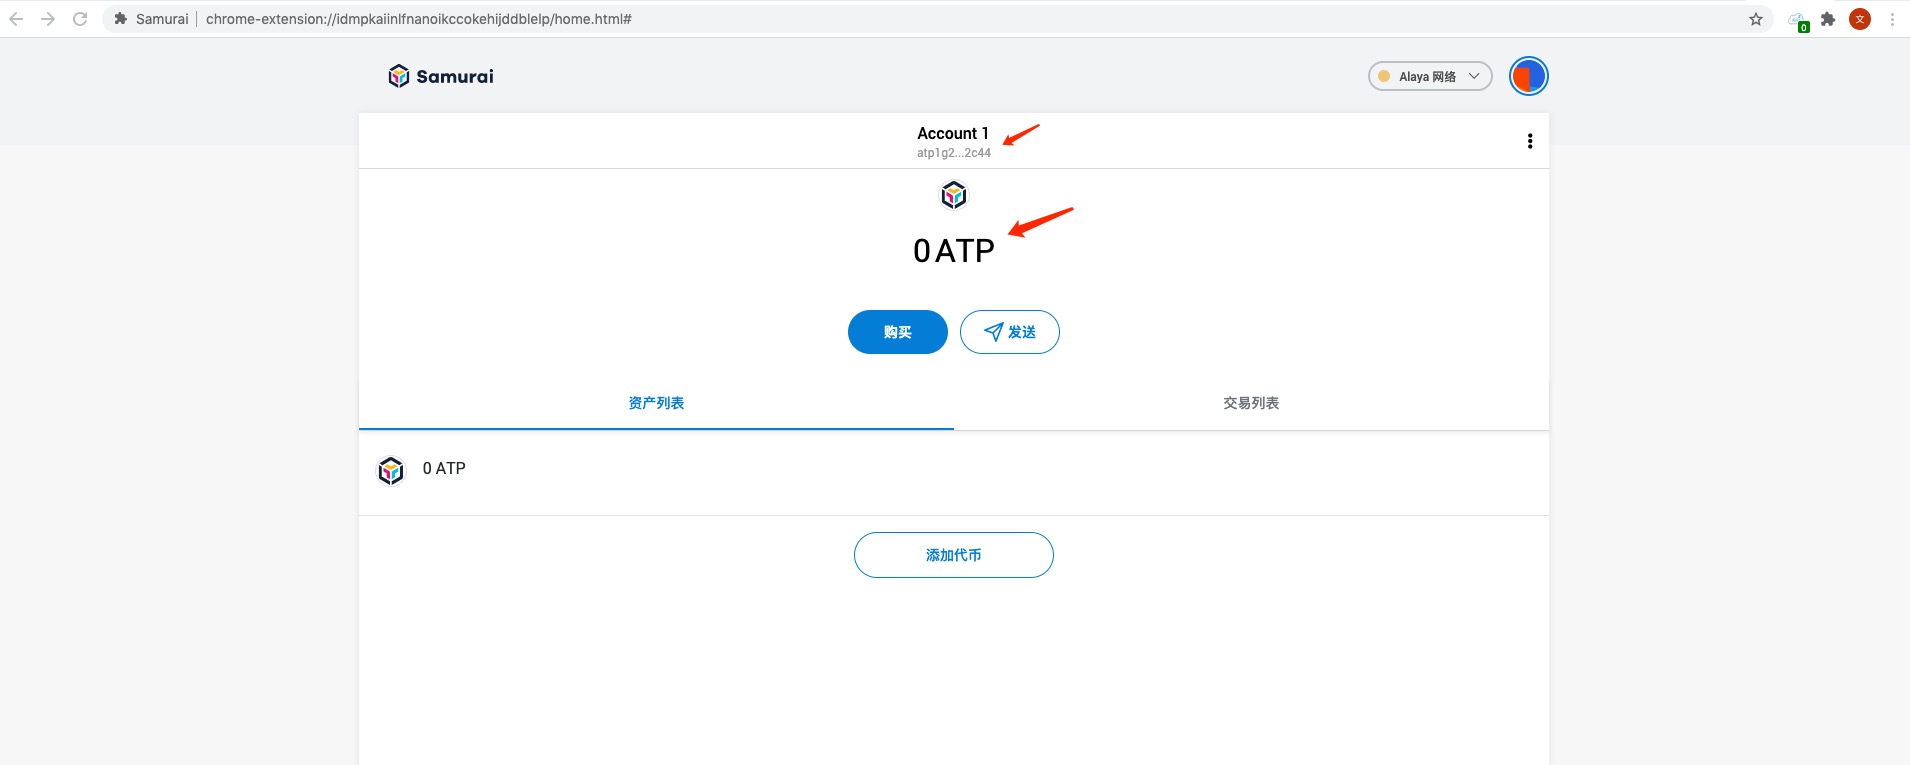 Samurai chrome-extension://idmpkaiinlfnanoikccokehijddblelp/home.html#
0
文
Samurai
Alaya 网络
Account 1
atp1g2...2c44
0 ATP
购买 发送
资产列表 交易列表
0 ATP
添加代币